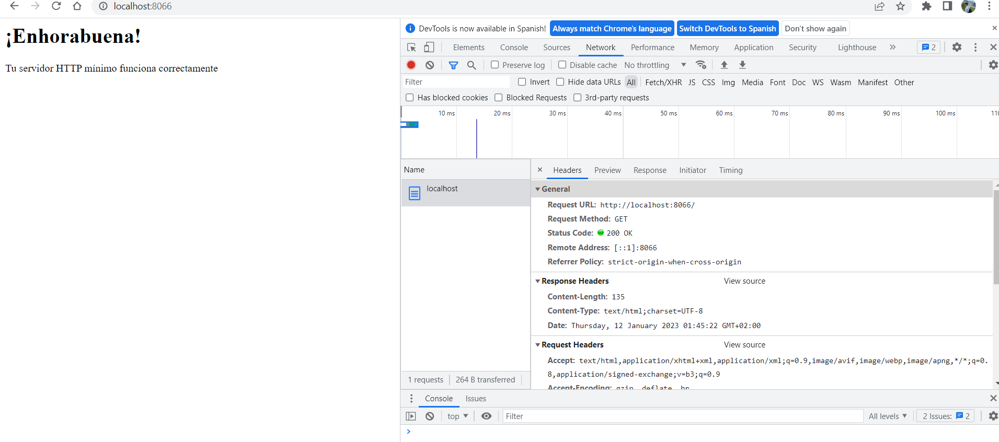 localhost:8066
¡Enhorabuena!
Tu servidor HTTP mínimo funciona correctamente
DevTools is now available in Spanish! Always match Chrome's language Switch DevTools to Spanish Don't show again
Elements Console Sources Network Performance Memory Application Security Lighthouse 2
Preserve log Disable cache No throttling
Filter Invert Hide data URLs All Fetch/XHR JS CSS Img Media Font Doc WS Wasm Manifest Other
Has blocked cookies Blocked Requests 3rd-party requests
10 ms 20 ms 30 ms 40 ms 50 ms 60 ms 70 ms 80 ms 90 ms 100 ms
Name
localhost
1 requests 264 B transferred
Headers Preview Response Initiator Timing
General
Request URL: http://localhost:8066/
Request Method: GET
Status Code: 200 OK
Remote Address: [::1]:8066
Referrer Policy: strict-origin-when-cross-origin
Response Headers View source
Content-Length: 135
Content-Type: text/html;charset=UTF-8
Date: Thursday, 12 January 2023 01:45:22 GMT+02:00
Request Headers View source
Accept: text/html,application/xhtml+xml,application/xml;q=0.9,image/avif,image/webp,image/apng,*/*;q=0.
8,application/signed-exchange;v=b3;q=0.9
Accept-Encoding: gzip, deflate, br
Console Issues
top Filter All levels 2 Issues: 2